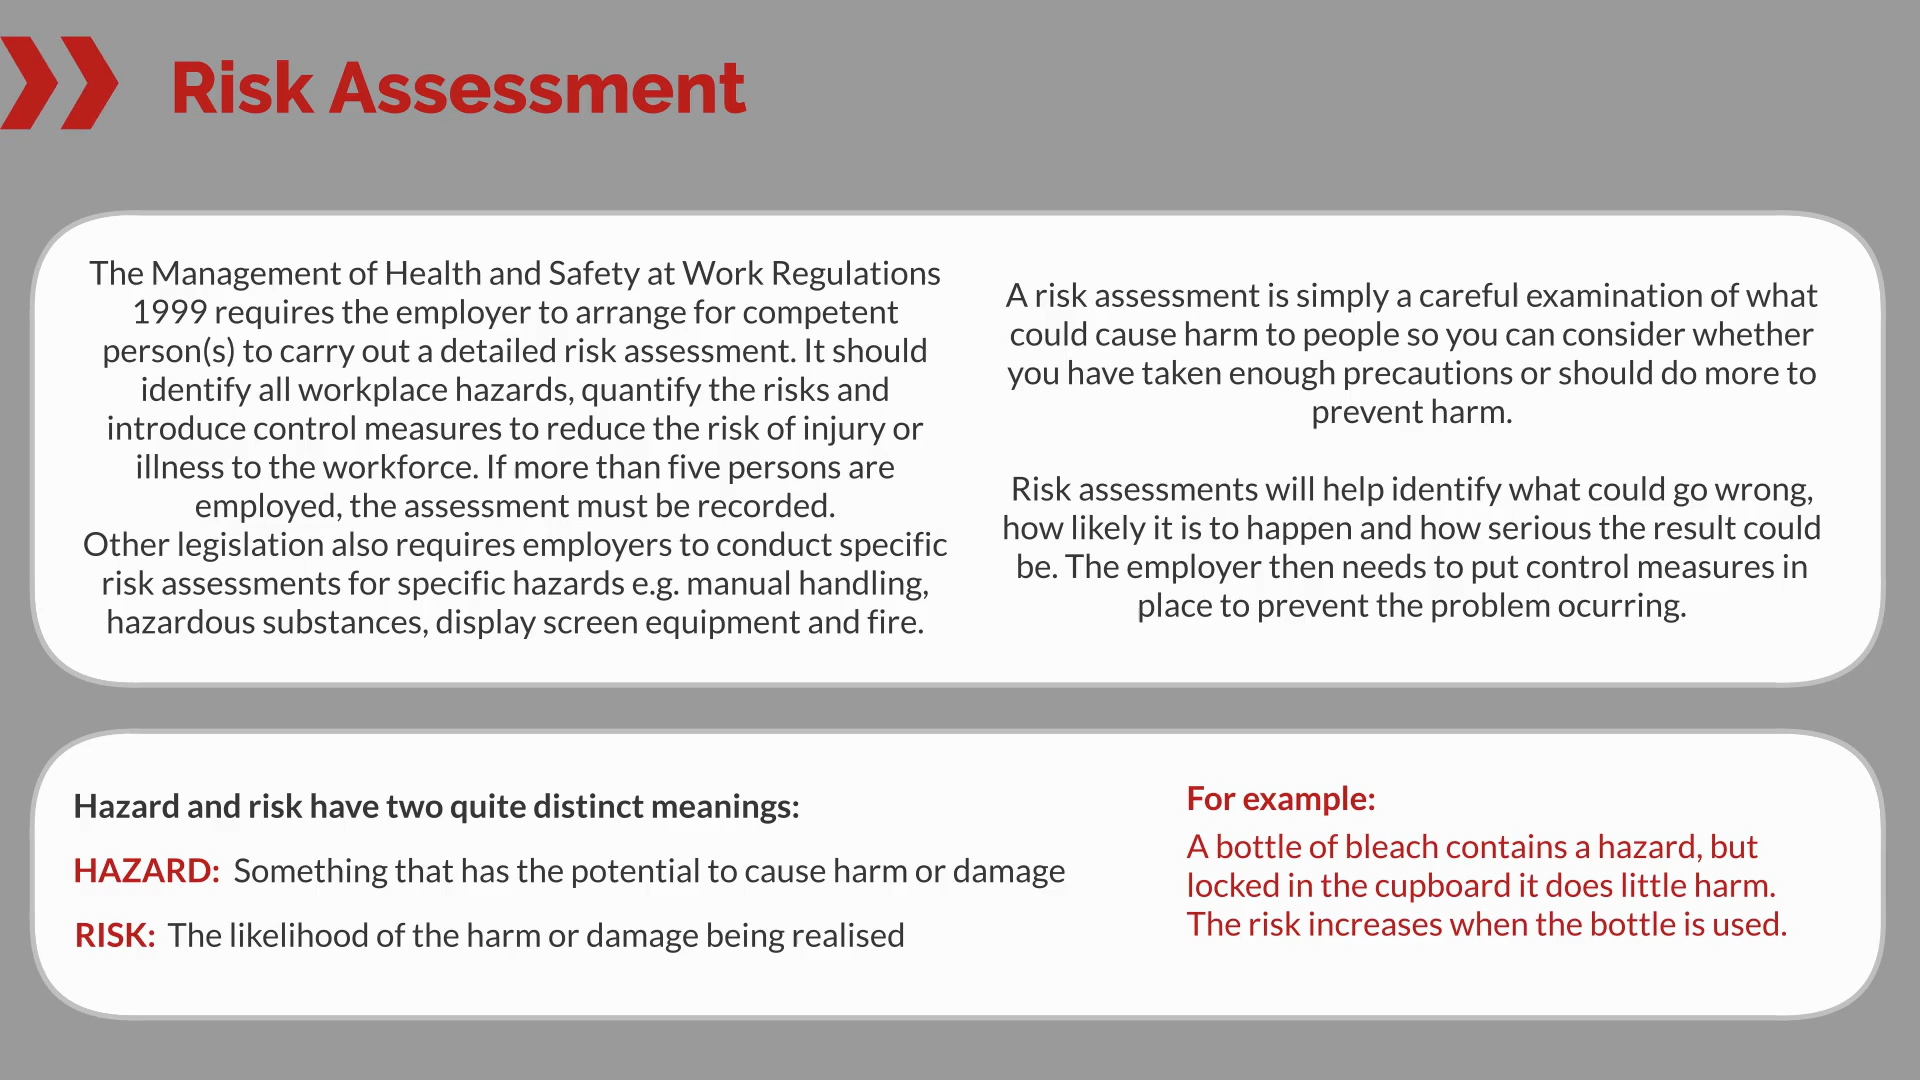 Risk Assessment
The Management of Health and Safety at Work Regulations
1999 requires the employer to arrange for competent
person(s) to carry out a detailed risk assessment. It should
identify all workplace hazards, quantify the risks and
introduce control measures to reduce the risk of injury or
illness to the workforce. If more than five persons are
employed, the assessment must be recorded.
Other legislation also requires employers to conduct specific
risk assessments for specific hazards e.g. manual handling,
hazardous substances, display screen equipment and fire.
A risk assessment is simply a careful examination of what
could cause harm to people so you can consider whether
you have taken enough precautions or should do more to
prevent harm.
Risk assessments will help identify what could go wrong,
how likely it is to happen and how serious the result could
be. The employer then needs to put control measures in
place to prevent the problem ocurring.
Hazard and risk have two quite distinct meanings:
HAZARD: Something that has the potential to cause harm or damage
RISK: The likelihood of the harm or damage being realised
For example:
A bottle of bleach contains a hazard, but
locked in the cupboard it does little harm.
The risk increases when the bottle is used.